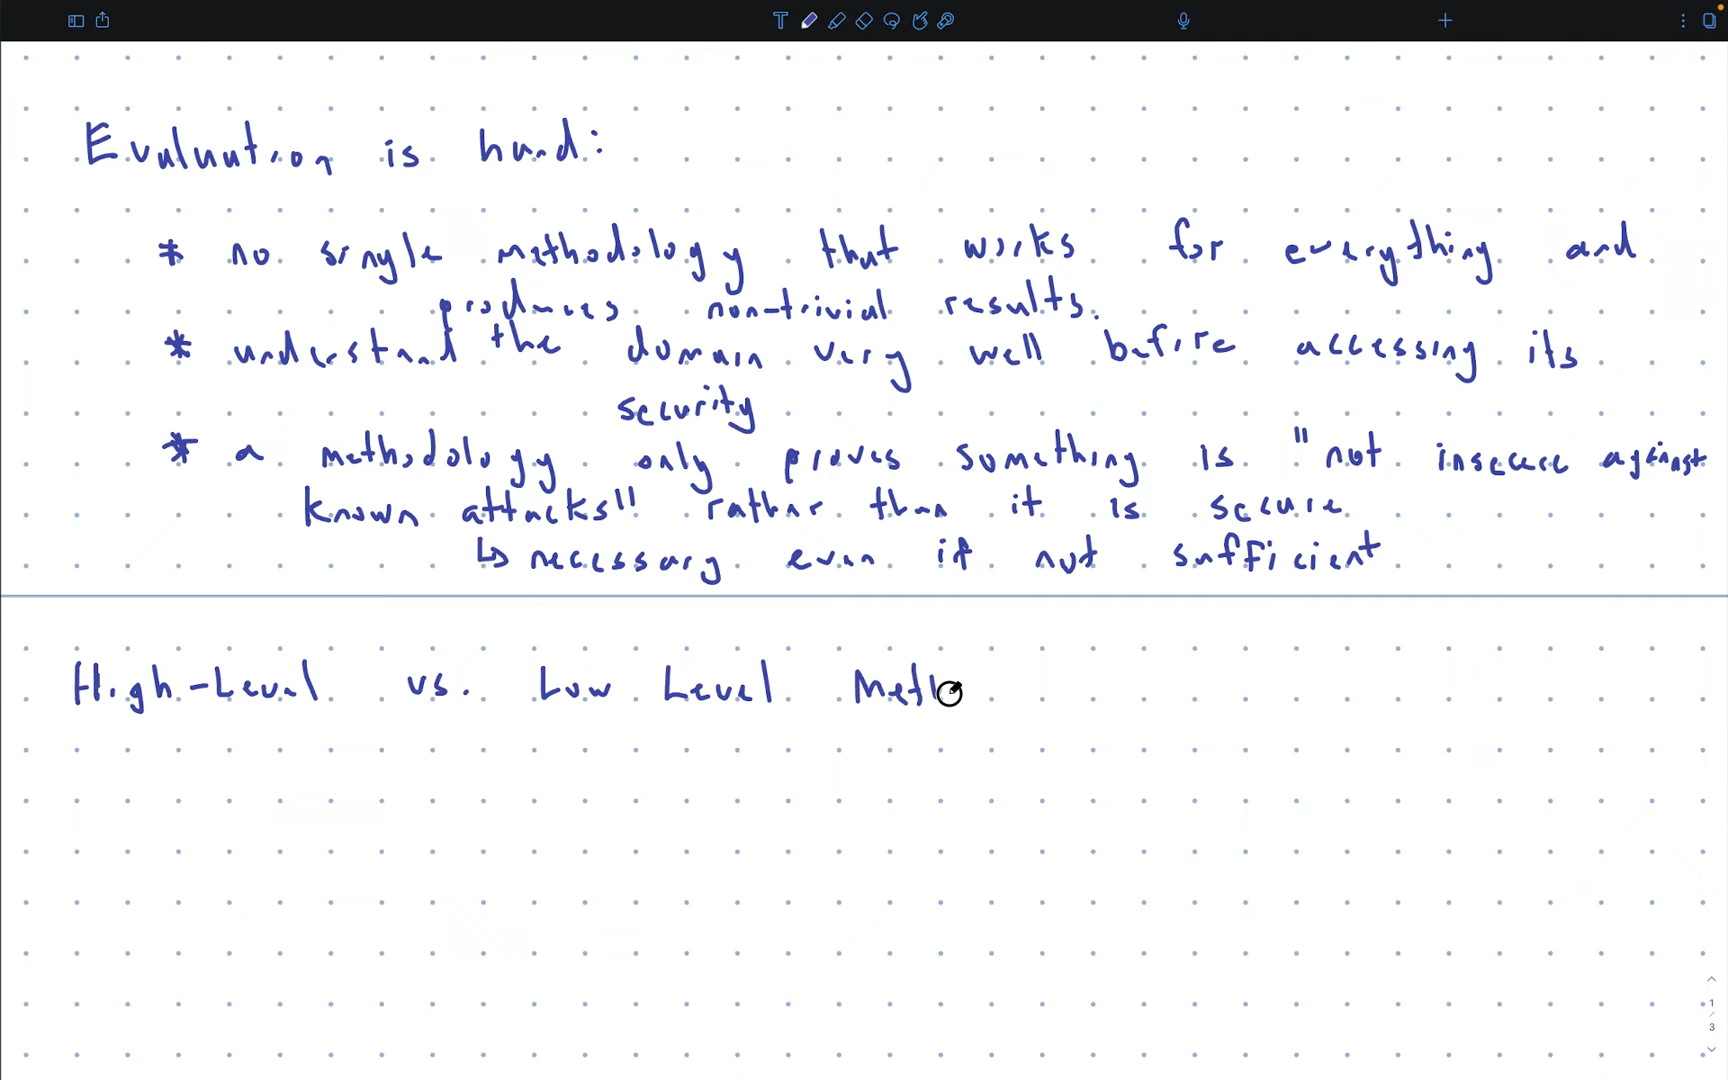 Evaluation is hard:
* no single methodology that works for everything and
produces non-trivial results.
* understand the domain very well before accessing its
security
* a methodology only proves something is "not insecure against
known attacks" rather than it is secure
↳ necessary even if not sufficient
High-Level vs. Low Level Meth
1
/
3